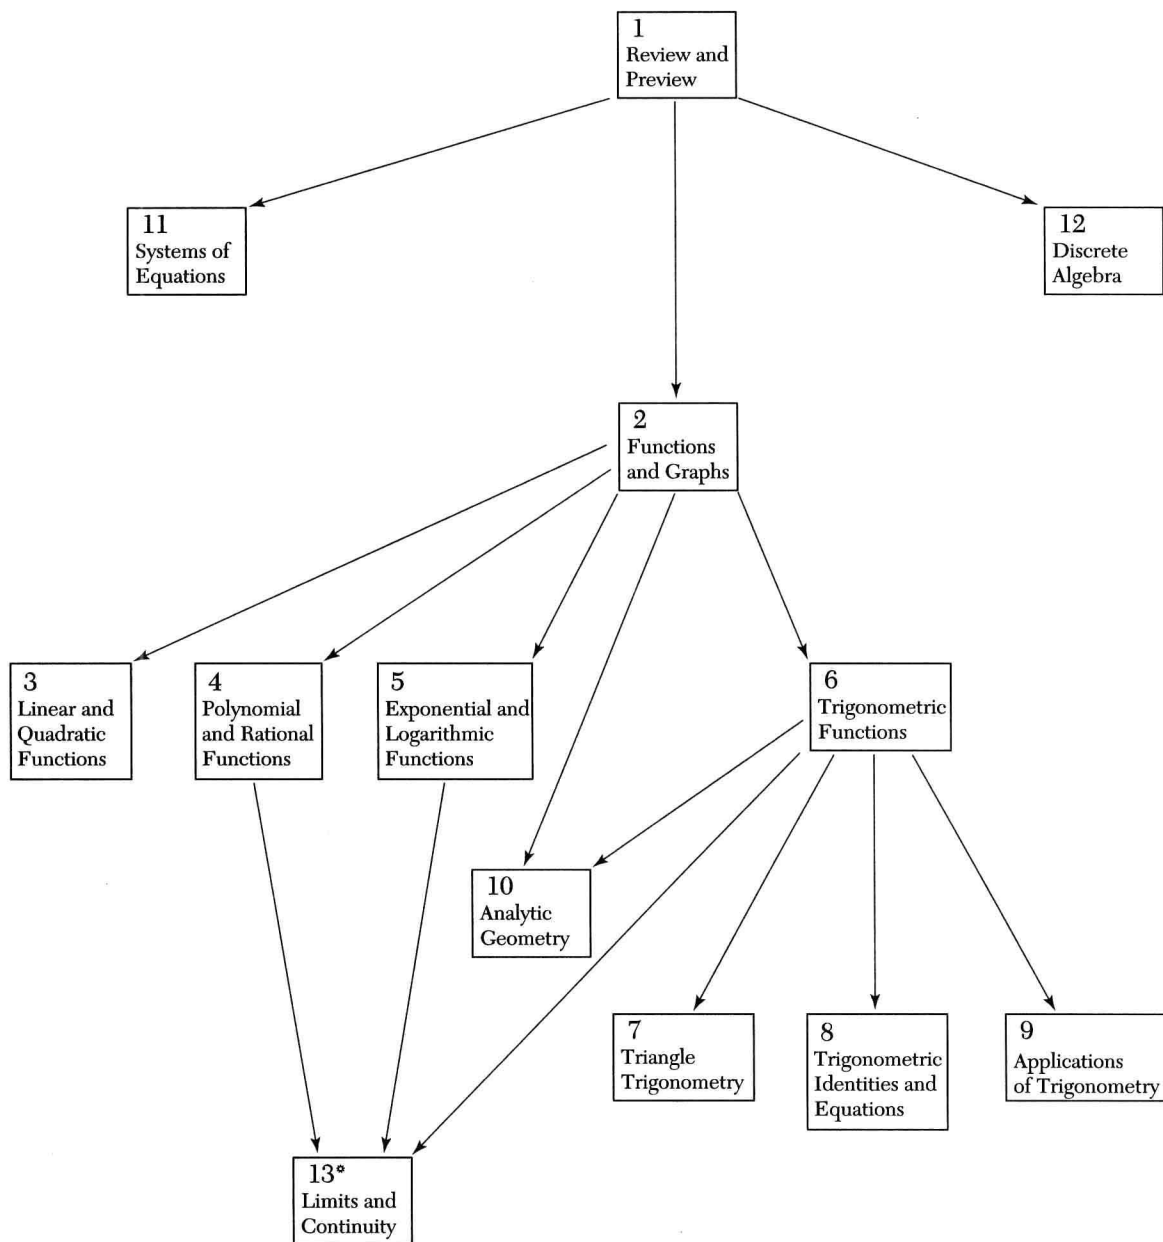 1
Review and
Preview
11
Systems of
Equations
12
Discrete
Algebra
2
Functions
and Graphs
3
Linear and
Quadratic
Functions
4
Polynomial
and Rational
Functions
5
Exponential and
Logarithmic
Functions
6
Trigonometric
Functions
10
Analytic
Geometry
7
Triangle
Trigonometry
8
Trigonometric
Identities and
Equations
9
Applications
of Trigonometry
13*
Limits and
Continuity